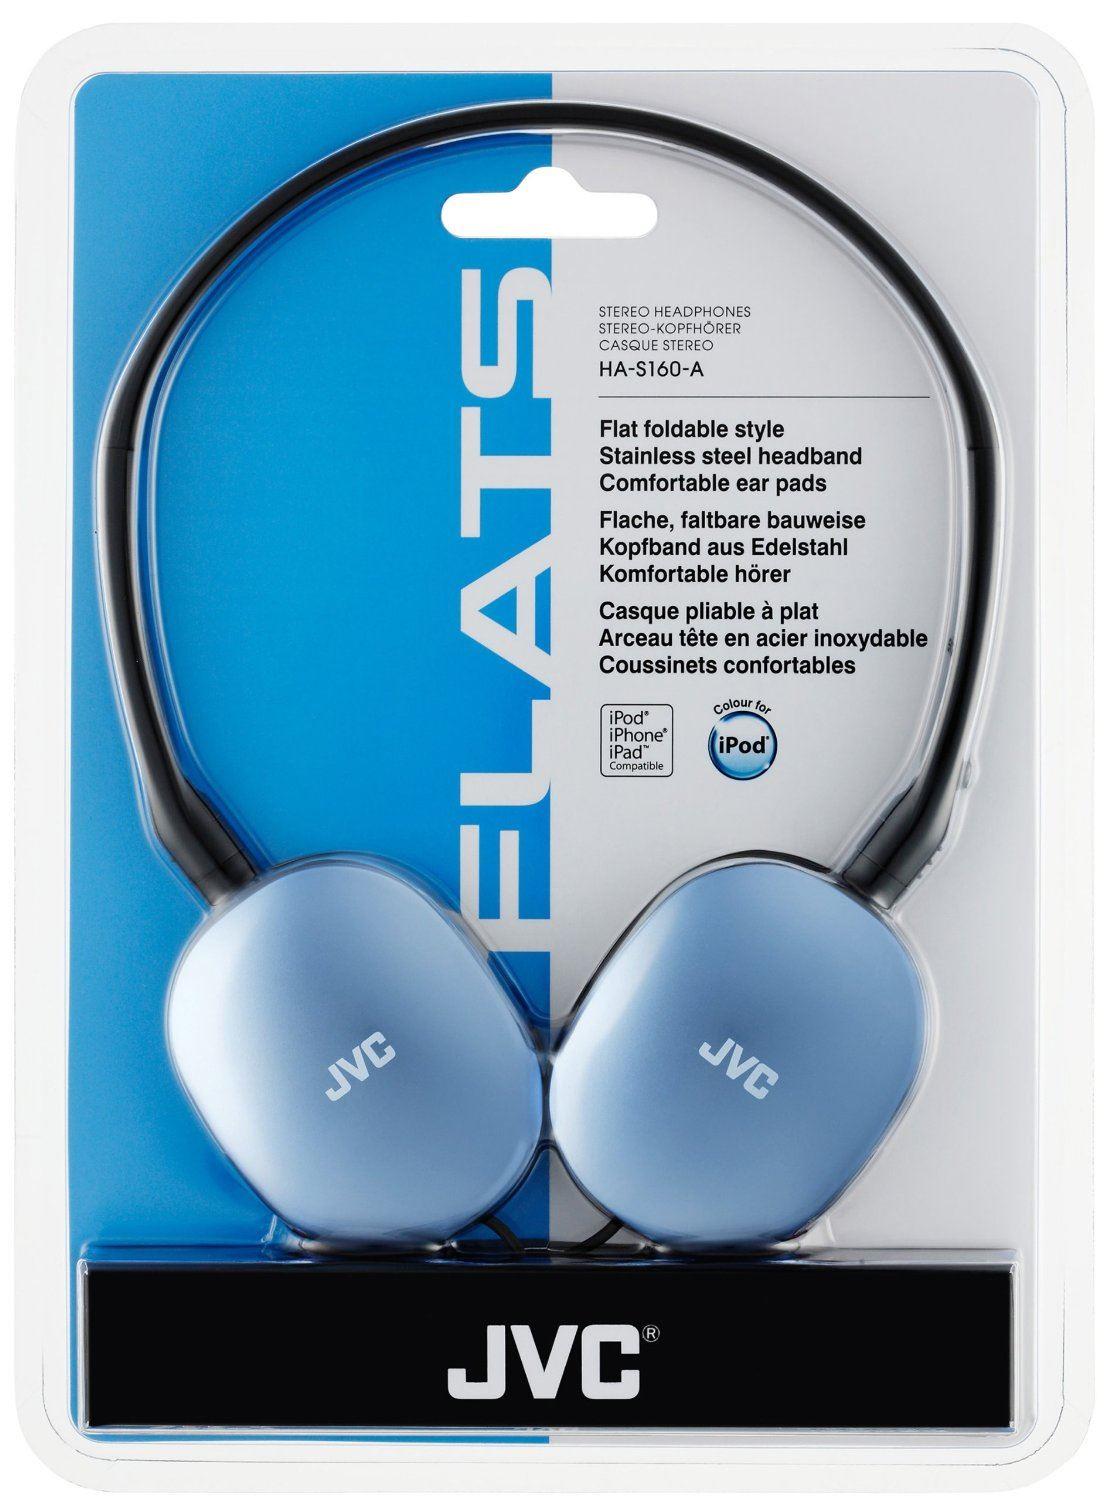 FLATS
STEREO HEADPHONES
STEREO-KOPFHÖRER
CASQUE STEREO
HA-S160-A
Flat foldable style
Stainless steel headband
Comfortable ear pads
Flache, faltbare bauweise
Kopfband aus Edelstahl
Komfortable hörer
Casque pliable à plat
Arceau tête en acier inoxydable
Coussinets confortables
iPod®
iPhone®
iPad™
Compatible
Colour for
iPod®
JVC
JVC
JVC®